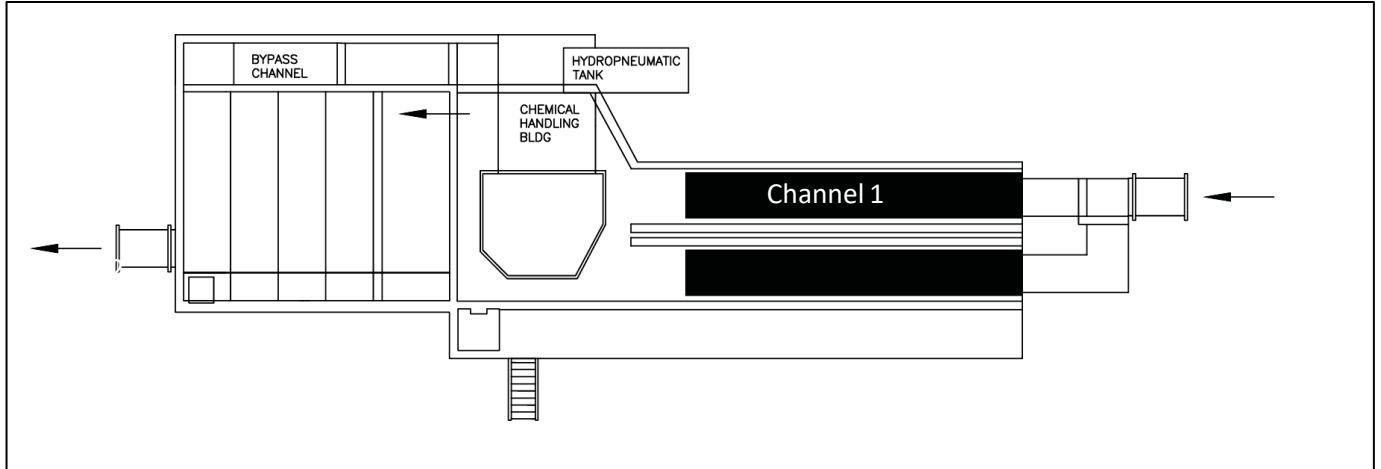 BYPASS
CHANNEL
HYDROPNEUMATIC
TANK
CHEMICAL
HANDLING
BLDG
Channel 1